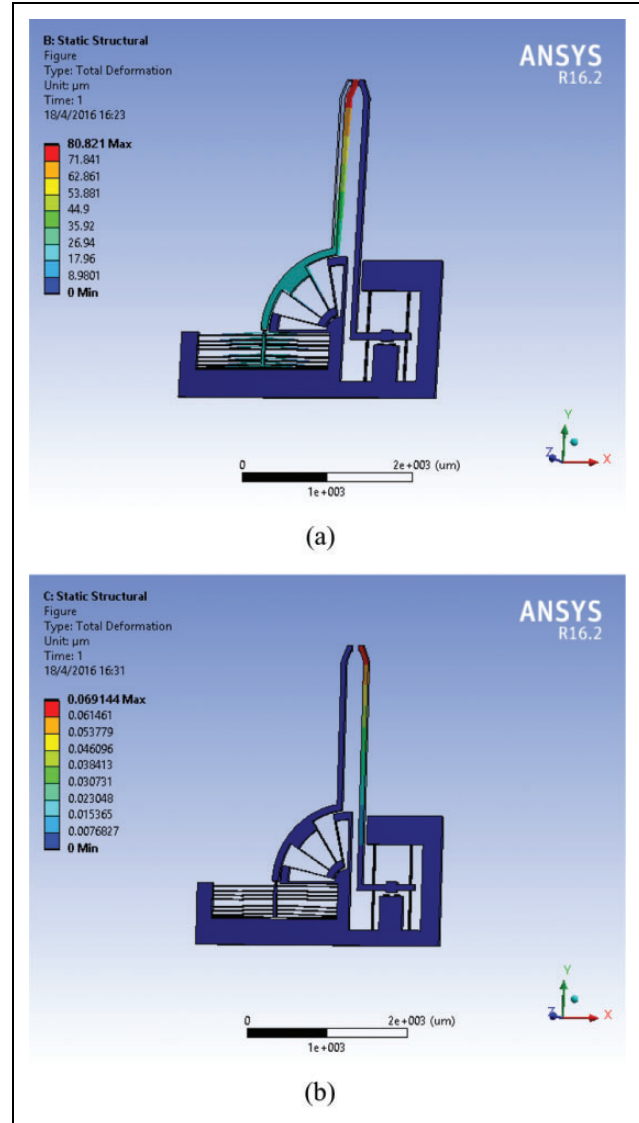 B: Static Structural
Figure
Type: Total Deformation
Unit: µm
Time: 1
18/4/2016 16:23
ANSYS
R16.2
80.821 Max
71.841
62.861
53.881
44.9
35.92
26.94
17.96
8.9801
0 Min
Y
Z
X
0 2e+003 (um)
1e+003
(a)
C: Static Structural
Figure
Type: Total Deformation
Unit: µm
Time: 1
18/4/2016 16:31
ANSYS
R16.2
0.069144 Max
0.061461
0.053779
0.046096
0.038413
0.030731
0.023048
0.015365
0.0076827
0 Min
Y
Z
X
0 2e+003 (um)
1e+003
(b)